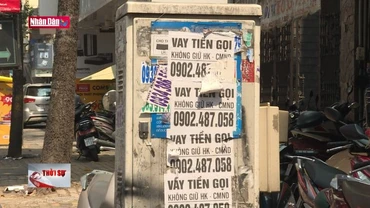 Nhân Dân
VAY TIỀN GỌI
KHÔNG GIỮ HK - CMND
0902.487
VAY TIỀN GỌI
KHÔNG GIỮ HK - CMND
0902.487.058
VAY TIỀN GỌI
KHÔNG GIỮ HK - CMND
0902.487.058
VAY TIỀN GỌI
KHÔNG GIỮ HK - CMND
0902.487.058
THỜI SỰ